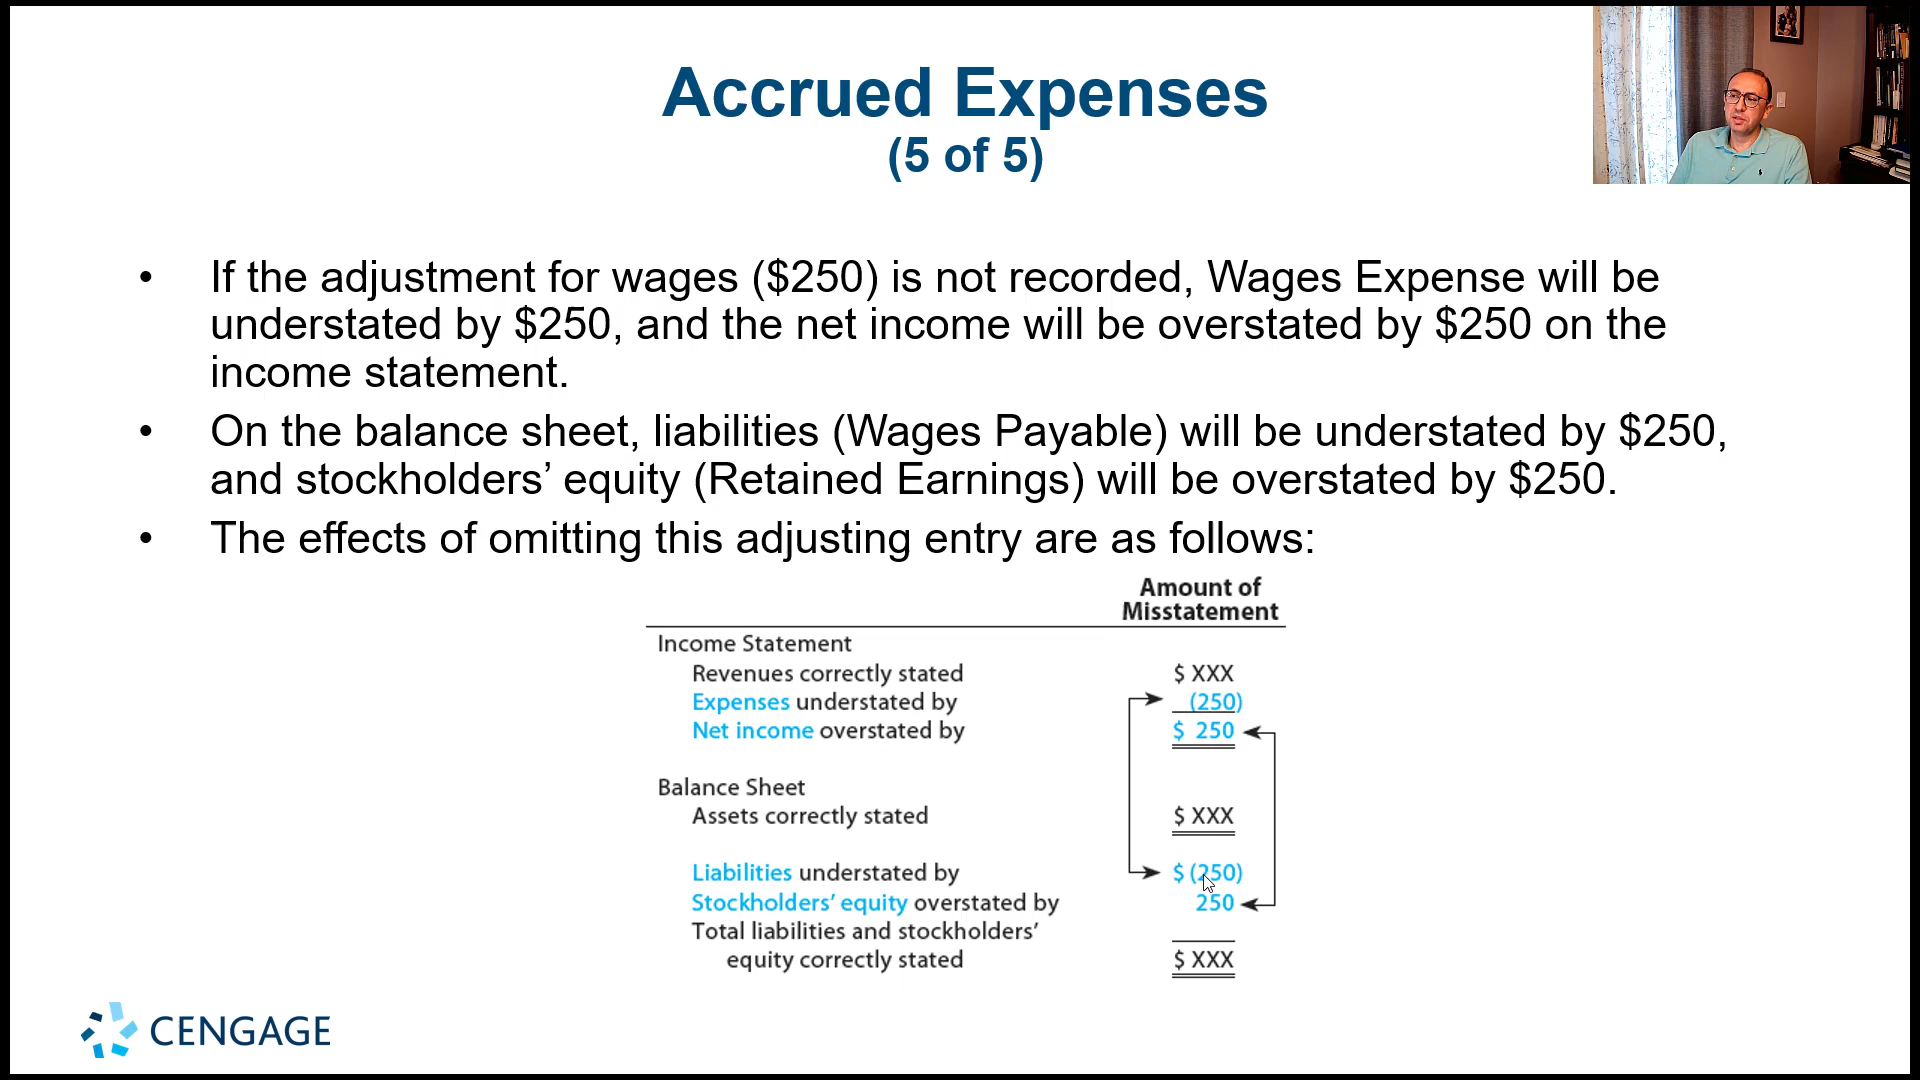 Accrued Expenses
(5 of 5)
• If the adjustment for wages ($250) is not recorded, Wages Expense will be
understated by $250, and the net income will be overstated by $250 on the
income statement.
• On the balance sheet, liabilities (Wages Payable) will be understated by $250,
and stockholders’ equity (Retained Earnings) will be overstated by $250.
• The effects of omitting this adjusting entry are as follows:
Amount of
Misstatement
Income Statement
Revenues correctly stated $ XXX
Expenses understated by (250)
Net income overstated by $ 250
Balance Sheet
Assets correctly stated $ XXX
Liabilities understated by $ (250)
Stockholders’ equity overstated by 250
Total liabilities and stockholders’
equity correctly stated $ XXX
CENGAGE